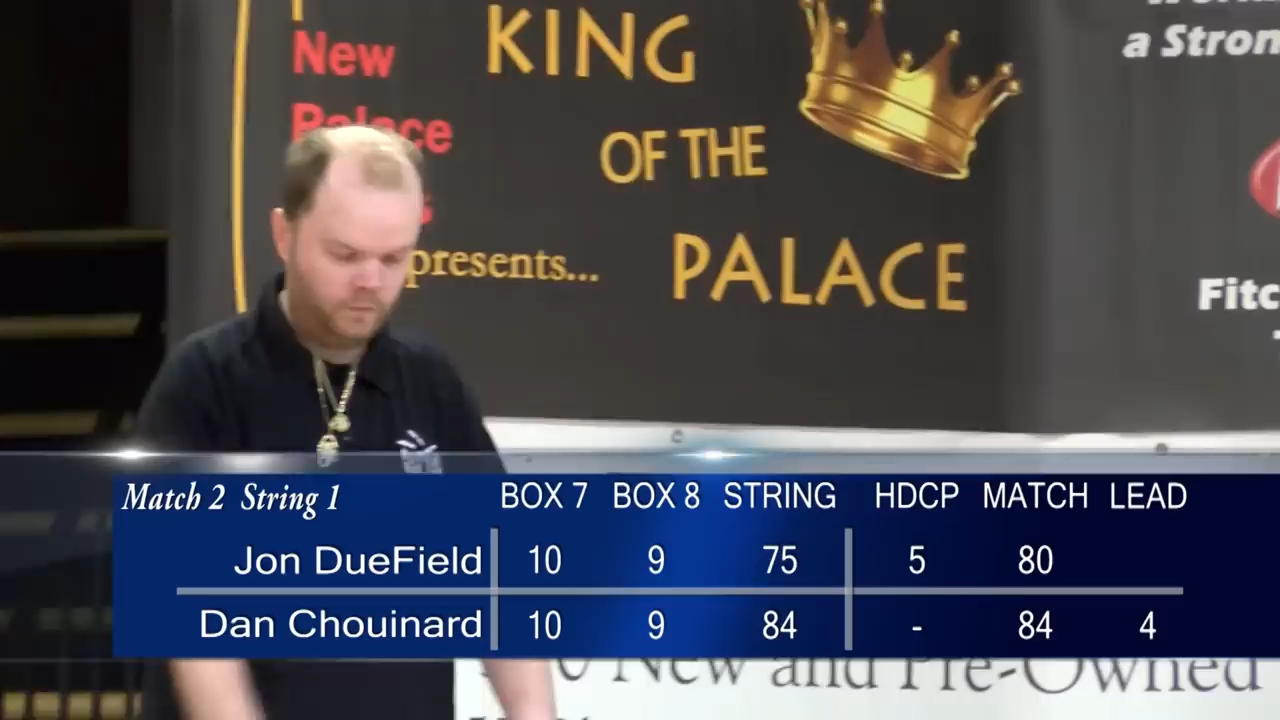 New KING
Palace OF THE
presents... PALACE
a Stron
Fitc
Match 2 String 1 BOX 7 BOX 8 STRING HDCP MATCH LEAD
Jon DueField 10 9 75 5 80
Dan Chouinard 10 9 84 - 84 4
New and Pre-Owned